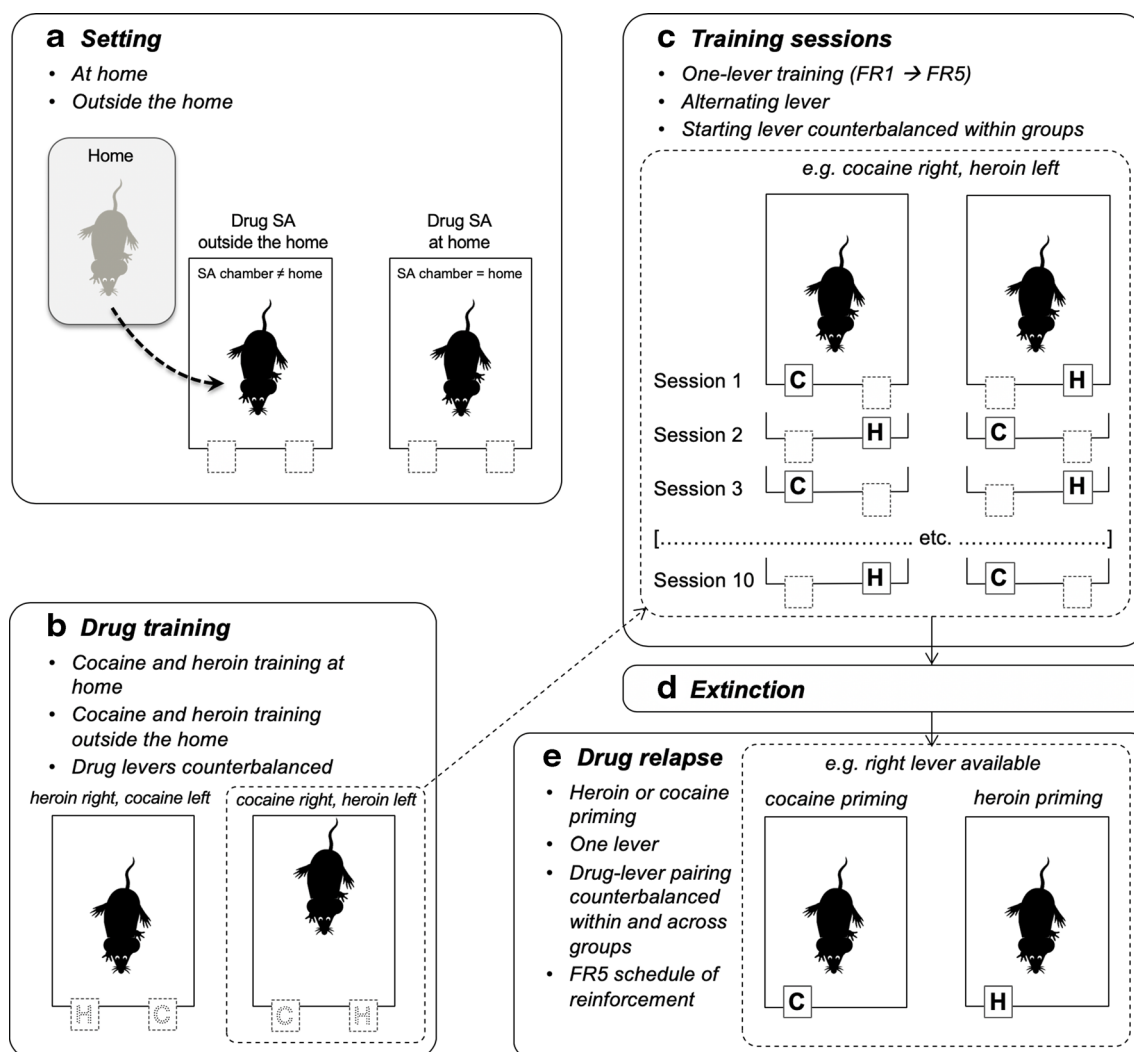 a Setting
• At home
• Outside the home
Home
Drug SA
outside the home
SA chamber ≠ home
Drug SA
at home
SA chamber = home
b Drug training
• Cocaine and heroin training at
home
• Cocaine and heroin training
outside the home
• Drug levers counterbalanced
heroin right, cocaine left
H C
cocaine right, heroin left
C H
c Training sessions
• One-lever training (FR1 → FR5)
• Alternating lever
• Starting lever counterbalanced within groups
e.g. cocaine right, heroin left
Session 1 C H
Session 2 H C
Session 3 C H
[........................................ etc. ......................]
Session 10 H C
d Extinction
e Drug relapse
• Heroin or cocaine
priming
• One lever
• Drug-lever pairing
counterbalanced
within and across
groups
• FR5 schedule of
reinforcement
e.g. right lever available
cocaine priming heroin priming
C H